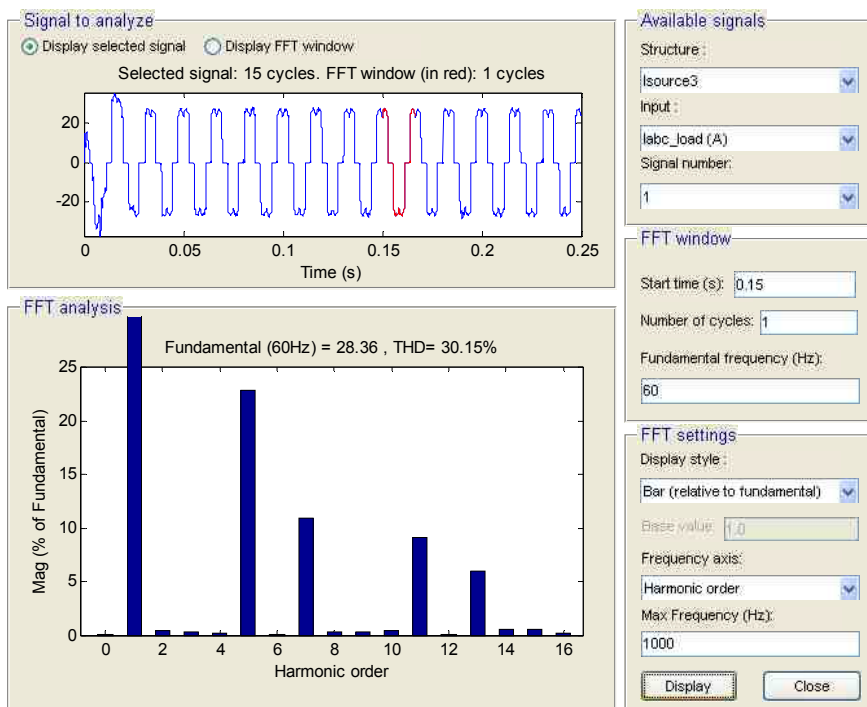 Signal to analyze
Display selected signal
Display FFT window
Selected signal: 15 cycles. FFT window (in red): 1 cycles
20
0
-20
0
0.05
0.1
0.15
0.2
0.25
Time (s)
FFT analysis
Fundamental (60Hz) = 28.36 , THD= 30.15%
25
20
15
10
5
0
Mag (% of Fundamental)
0
2
4
6
8
10
12
14
16
Harmonic order
Available signals
Structure :
Isource3
Input :
Iabc_load (A)
Signal number:
1
FFT window
Start time (s): 0.15
Number of cycles: 1
Fundamental frequency (Hz):
60
FFT settings
Display style :
Bar (relative to fundamental)
Base value: 1.0
Frequency axis:
Harmonic order
Max Frequency (Hz):
1000
Display
Close